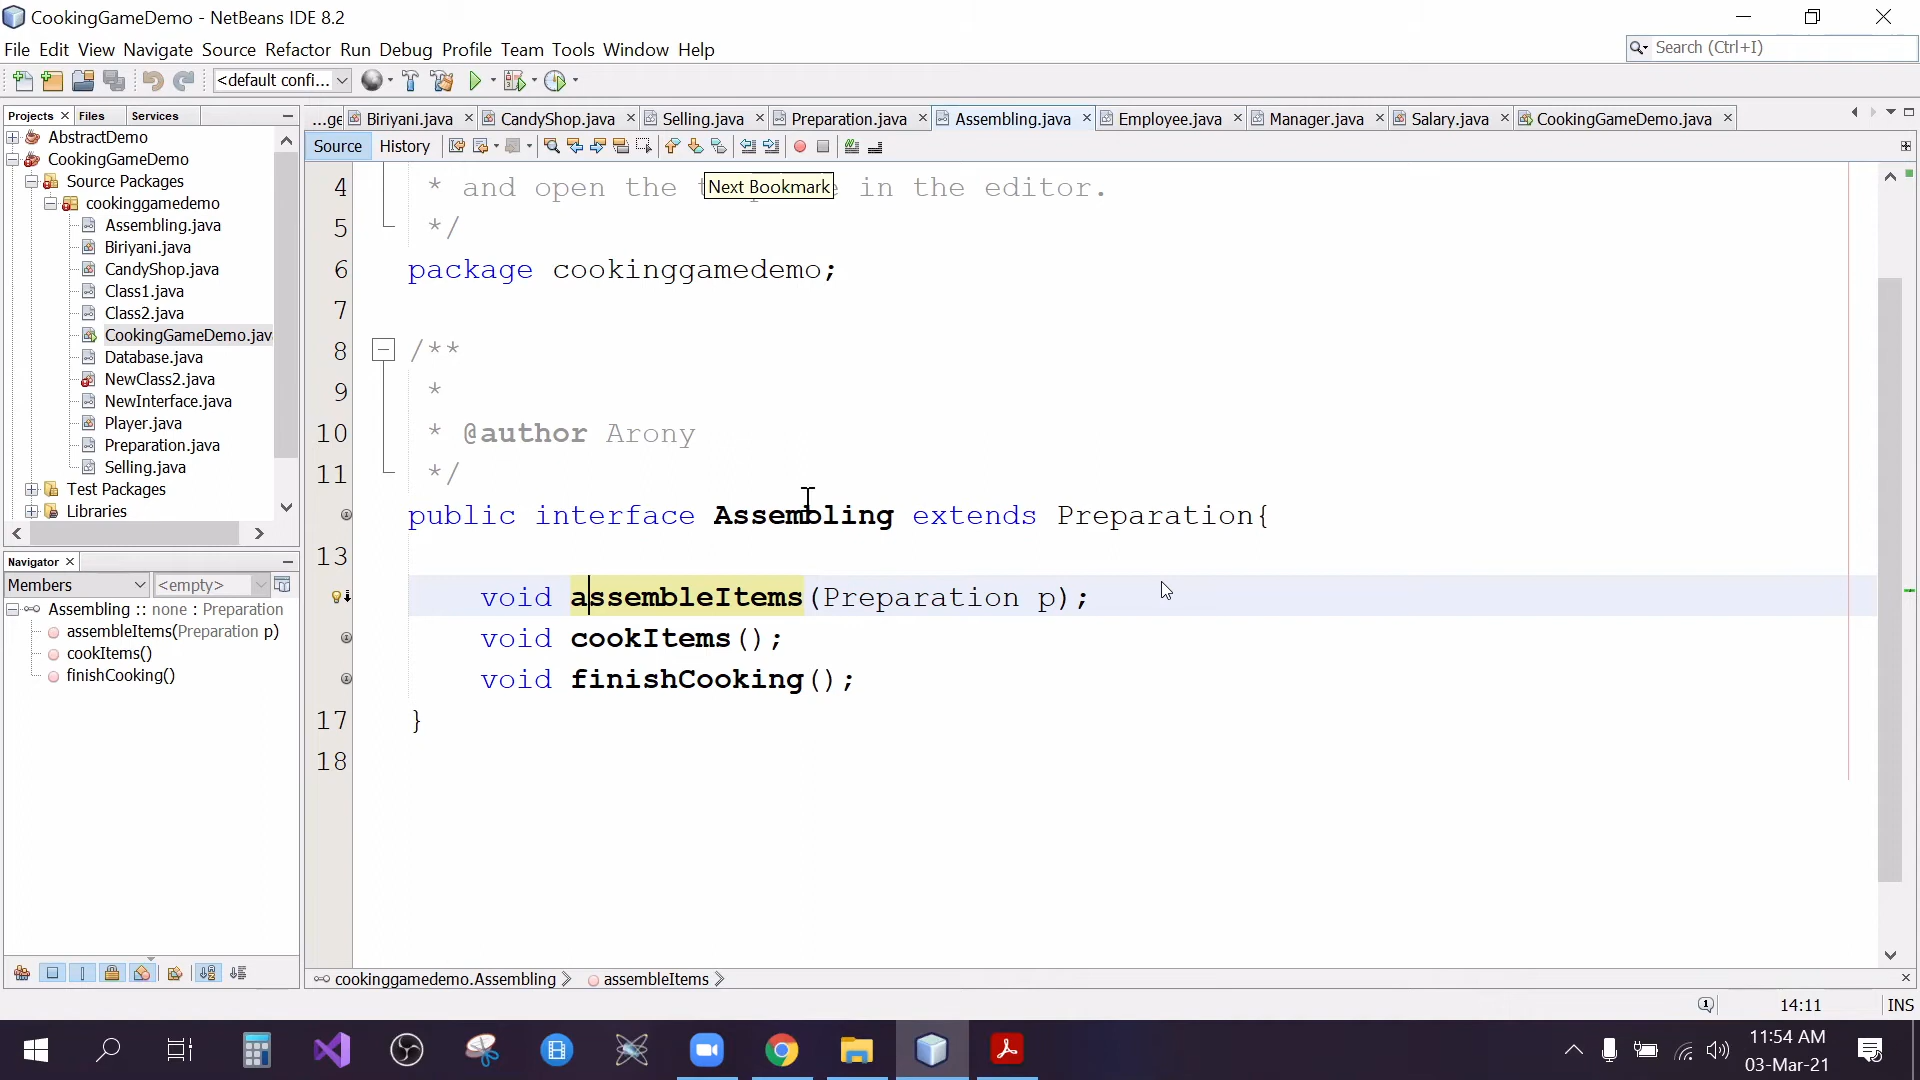 CookingGameDemo - NetBeans IDE 8.2
File Edit View Navigate Source Refactor Run Debug Profile Team Tools Window Help
Search (Ctrl+I)
<default confi...
Projects Files Services
AbstractDemo
CookingGameDemo
Source Packages
cookinggamedemo
Assembling.java
Biriyani.java
CandyShop.java
Class1.java
Class2.java
CookingGameDemo.jav
Database.java
NewClass2.java
NewInterface.java
Player.java
Preparation.java
Selling.java
Test Packages
Libraries
Navigator
Members <empty>
Assembling :: none : Preparation
assembleItems(Preparation p)
cookItems()
finishCooking()
...ge Biriyani.java CandyShop.java Selling.java Preparation.java Assembling.java Employee.java Manager.java Salary.java CookingGameDemo.java
Source History
Next Bookmark
4 * and open the t e in the editor.
5 */
6 package cookinggamedemo;
7
8 /**
9 *
10 * @author Arony
11 */
public interface Assembling extends Preparation{
13
void assembleItems(Preparation p);
void cookItems();
void finishCooking();
17 }
18
cookinggamedemo.Assembling assembleItems
14:11 INS
11:54 AM
03-Mar-21